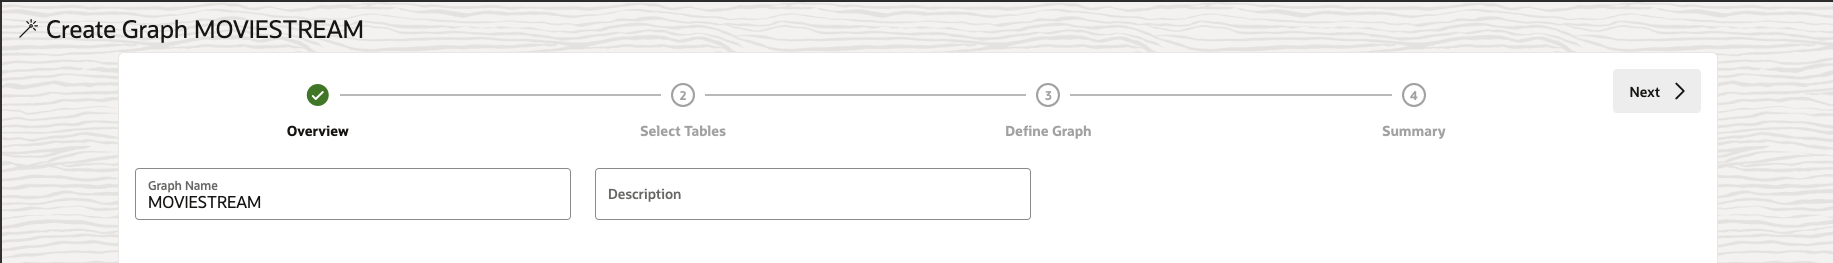 Create Graph MOVIESTREAM
Next
2
3
4
Overview
Select Tables
Define Graph
Summary
Graph Name
MOVIESTREAM
Description